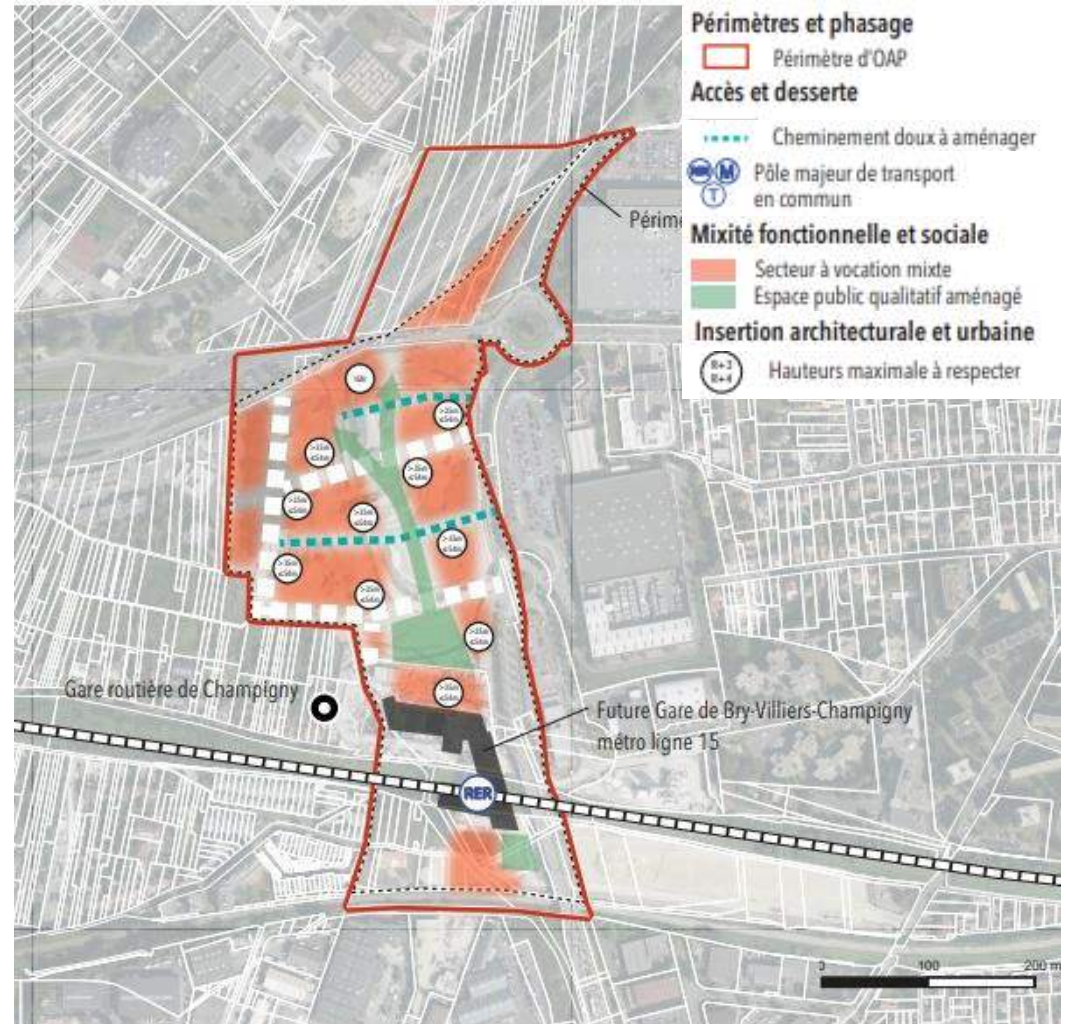 Périmètres et phasage
Périmètre d'OAP
Accès et desserte
Cheminement doux à aménager
M
T
Pôle majeur de transport
en commun
Mixité fonctionnelle et sociale
Secteur à vocation mixte
Espace public qualitatif aménagé
Insertion architecturale et urbaine
R+3
R+4
Hauteurs maximale à respecter
Périme
Gare routière de Champigny
Future Gare de Bry-Villiers-Champigny
métro ligne 15
RER
100
200 m